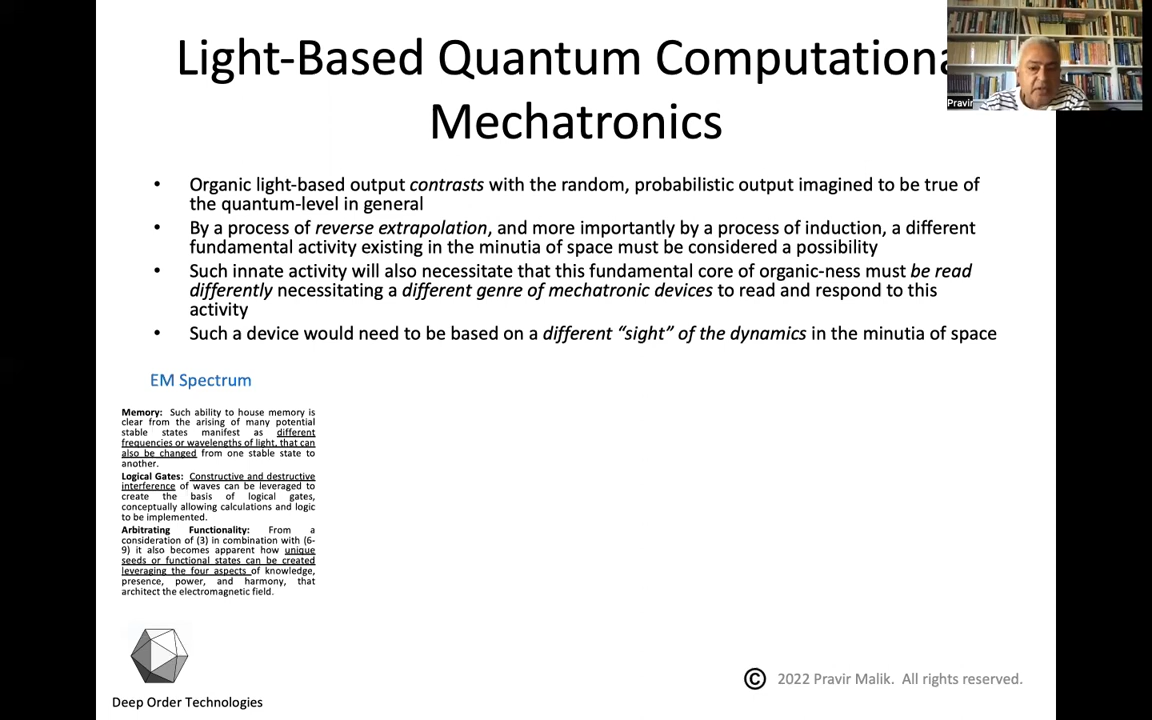 Light-Based Quantum Computationa
Mechatronics
Pravir
• Organic light-based output contrasts with the random, probabilistic output imagined to be true of
the quantum-level in general
• By a process of reverse extrapolation, and more importantly by a process of induction, a different
fundamental activity existing in the minutia of space must be considered a possibility
• Such innate activity will also necessitate that this fundamental core of organic-ness must be read
differently necessitating a different genre of mechatronic devices to read and respond to this
activity
• Such a device would need to be based on a different “sight” of the dynamics in the minutia of space
EM Spectrum
Memory: Such ability to house memory is
clear from the arising of many potential
stable states manifest as different
frequencies or wavelengths of light, that can
also be changed from one stable state to
another.
Logical Gates: Constructive and destructive
interference of waves can be leveraged to
create the basis of logical gates,
conceptually allowing calculations and logic
to be implemented.
Arbitrating Functionality: From a
consideration of (3) in combination with (6-
9) it also becomes apparent how unique
seeds or functional states can be created
leveraging the four aspects of knowledge,
presence, power, and harmony, that
architect the electromagnetic field.
Deep Order Technologies
© 2022 Pravir Malik. All rights reserved.